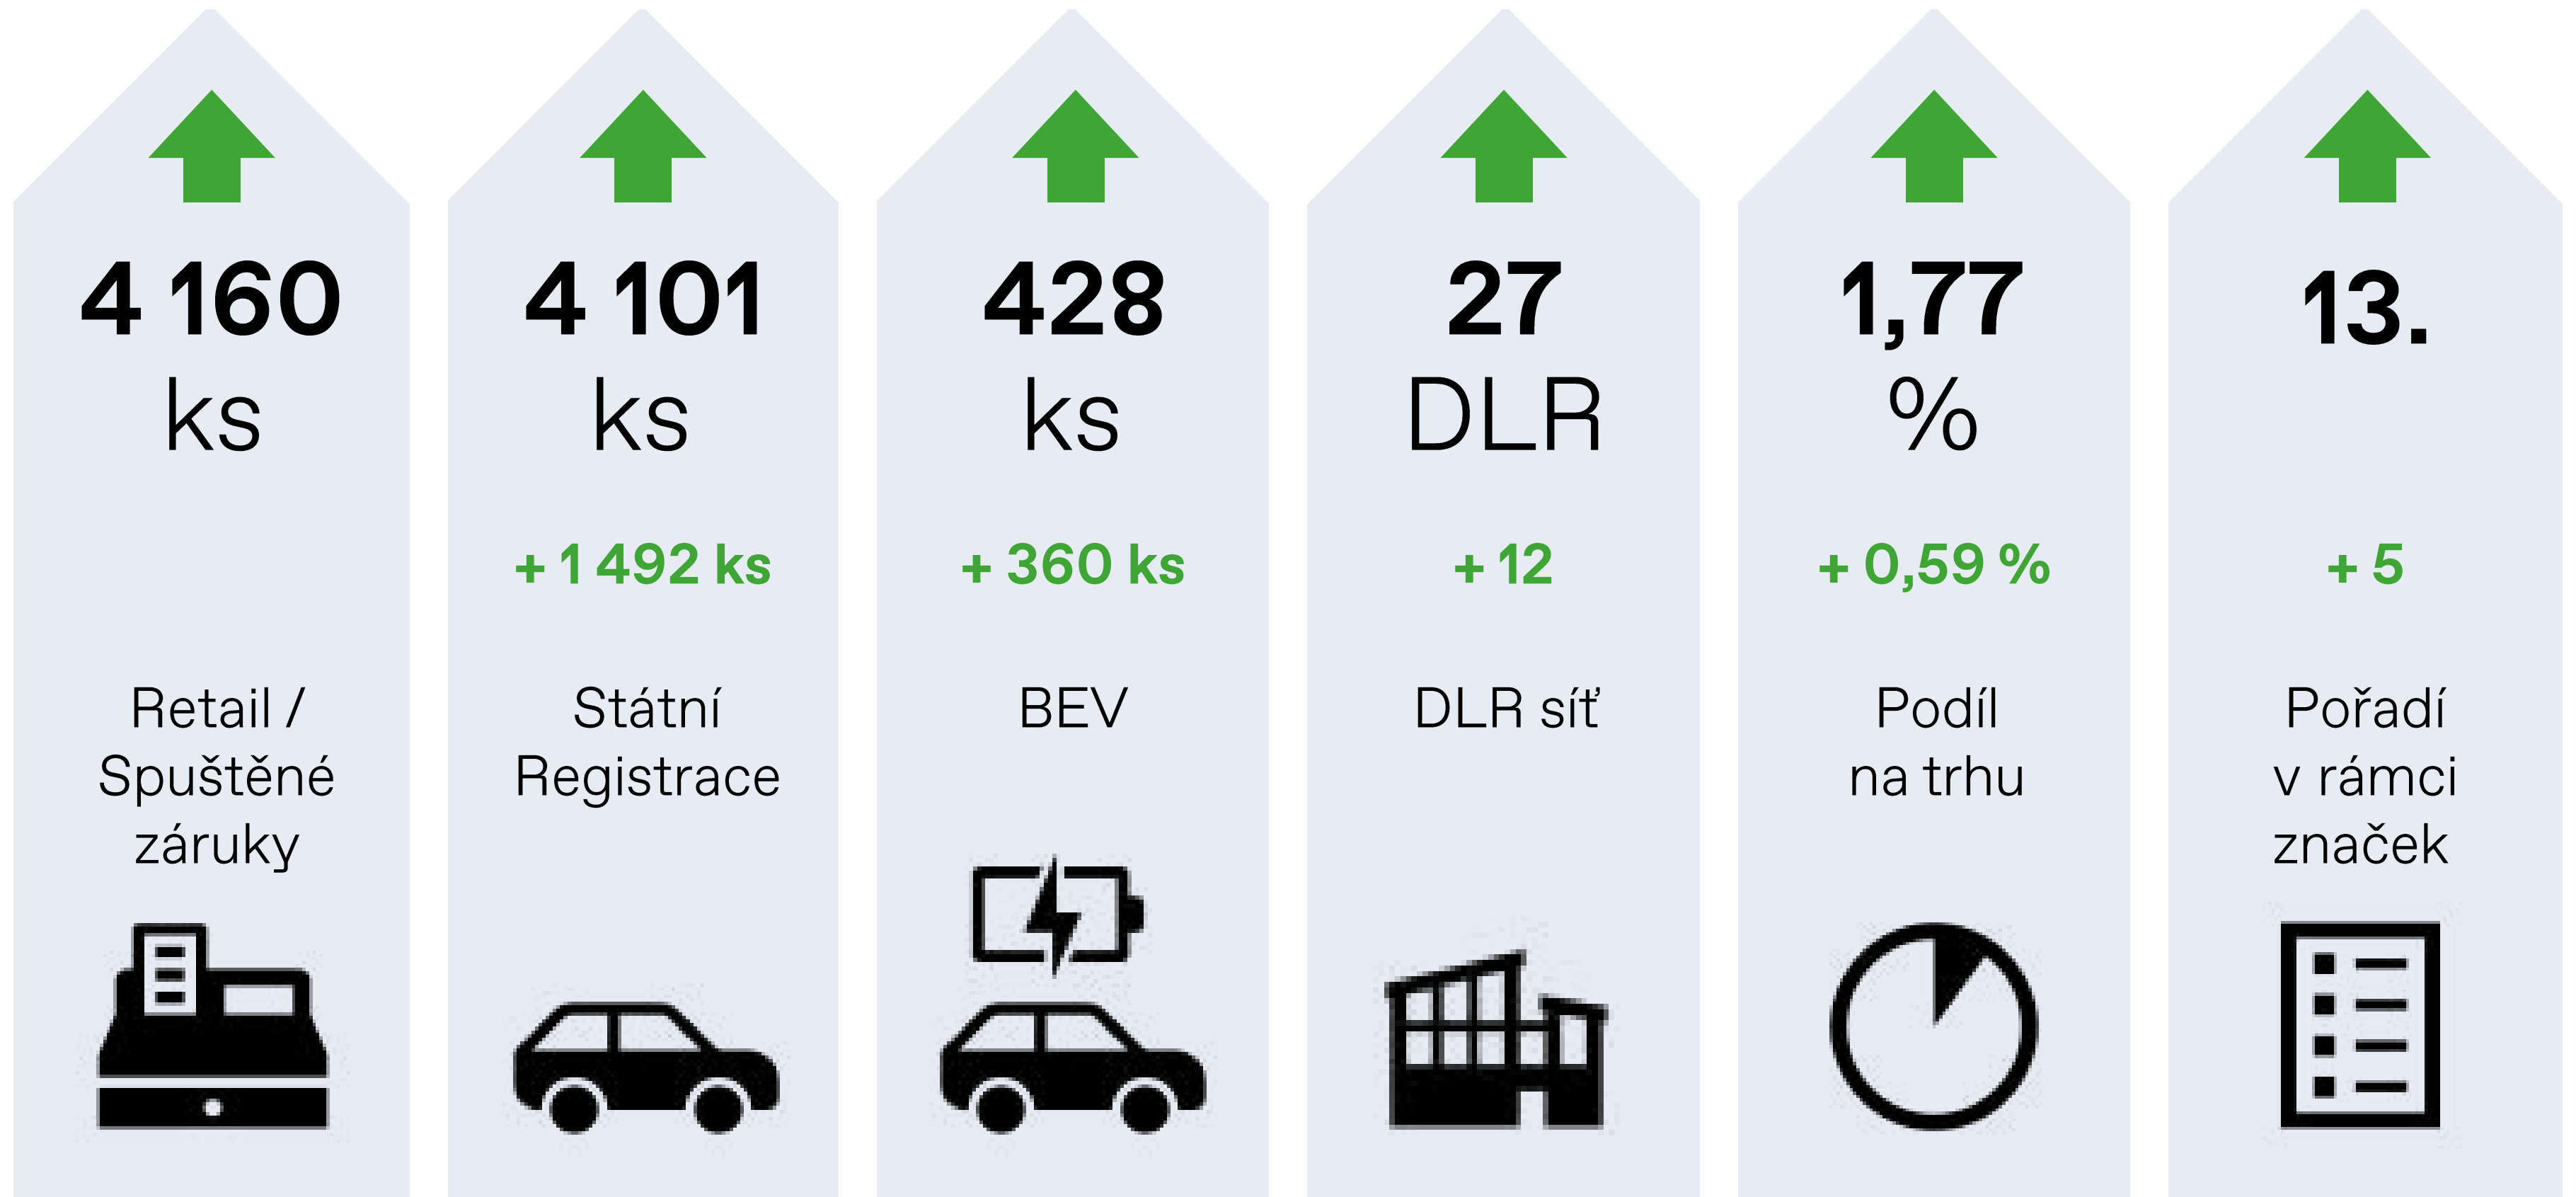 4 160
ks
Retail /
Spuštěné
záruky
4 101
ks
+ 1 492 ks
Státní
Registrace
428
ks
+ 360 ks
BEV
27
DLR
+ 12
DLR síť
1,77
%
+ 0,59 %
Podíl
na trhu
13.
+ 5
Pořadí
v rámci
značek